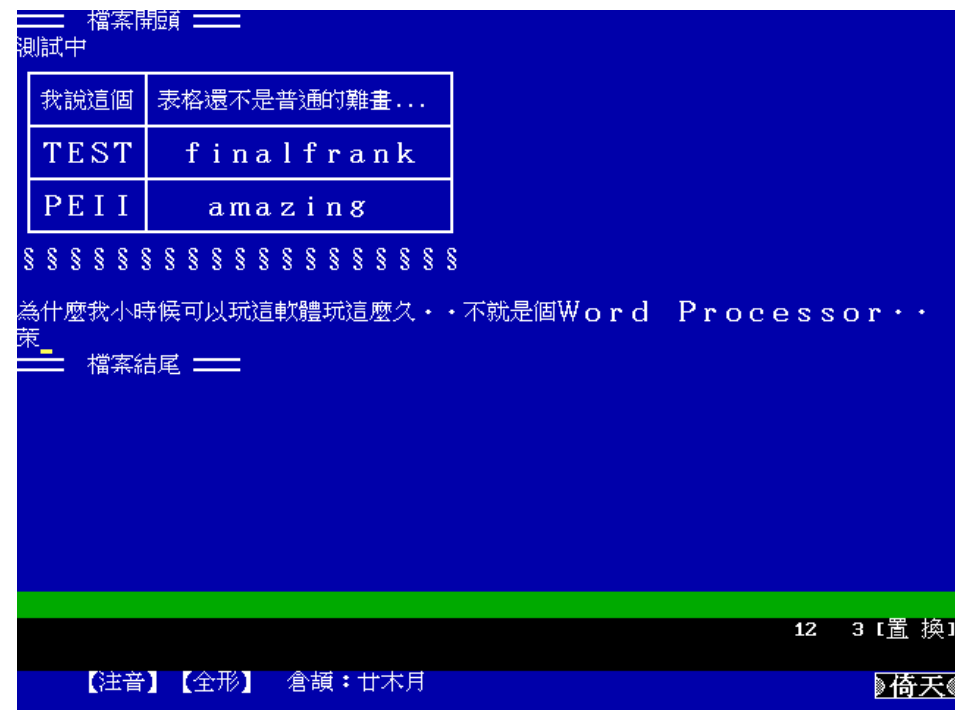 檔案開頭
測試中
我說這個 表格還不是普通的難畫...
ＴＥＳＴ ｆｉｎａｌｆｒａｎｋ
ＰＥＩＩ ａｍａｚｉｎｇ
§§§§§§§§§§§§§§§§§§§
為什麼我小時候可以玩這軟體玩這麼久‧‧不就是個Ｗｏｒｄ　Ｐｒｏｃｅｓｓｏｒ‧‧
萗
檔案結尾
12 3 [置 換]
【注音】【全形】 倉頡：廿木月
倚天